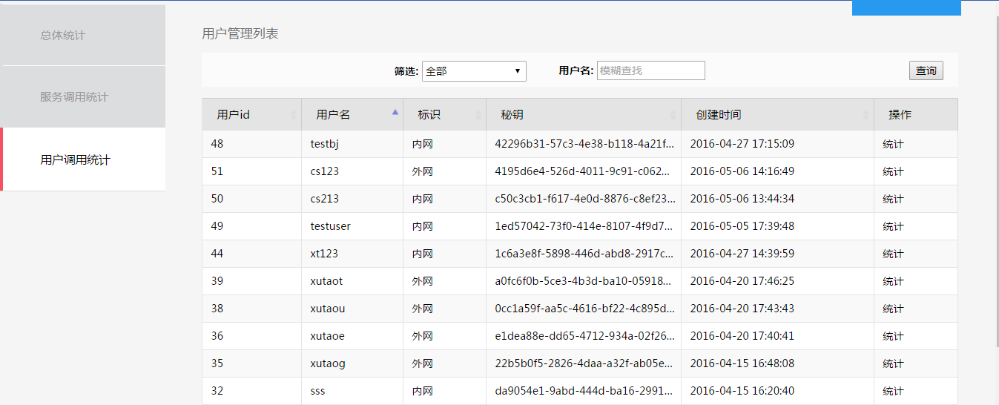 总体统计
服务调用统计
用户调用统计
用户管理列表
筛选: 全部 用户名: 模糊查找 查询
用户id 用户名 标识 秘钥 创建时间 操作
48 testbj 内网 42296b31-57c3-4e38-b118-4a21f... 2016-04-27 17:15:09 统计
51 cs123 外网 4195d6e4-526d-4011-9c91-c062... 2016-05-06 14:16:49 统计
50 cs213 内网 c50c3cb1-f617-4e0d-8876-c8ef23... 2016-05-06 13:44:34 统计
49 testuser 内网 1ed57042-73f0-414e-8107-4f9d7... 2016-05-05 17:39:48 统计
44 xt123 内网 1c6a3e8f-5898-446d-abd8-2917c... 2016-04-27 14:39:59 统计
39 xutaot 外网 a0fc6f0b-5ce3-4b3d-ba10-05918... 2016-04-20 17:46:25 统计
38 xutaou 外网 0cc1a59f-aa5c-4616-bf22-4c895d... 2016-04-20 17:43:43 统计
36 xutaoe 外网 e1dea88e-dd65-4712-934a-02f26... 2016-04-20 17:40:41 统计
35 xutaog 外网 22b5b0f5-2826-4daa-a32f-ab05e... 2016-04-15 16:48:08 统计
32 sss 内网 da9054e1-9abd-444d-ba16-2991... 2016-04-15 16:20:40 统计